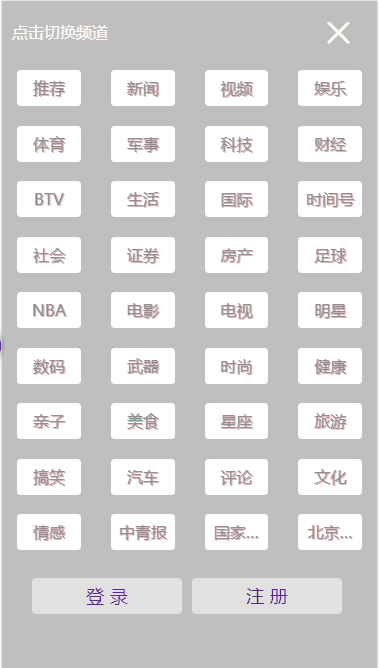 点击切换频道
推荐 新闻 视频 娱乐
体育 军事 科技 财经
BTV 生活 国际 时间号
社会 证券 房产 足球
NBA 电影 电视 明星
数码 武器 时尚 健康
亲子 美食 星座 旅游
搞笑 汽车 评论 文化
情感 中青报 国家... 北京...
登 录 注 册